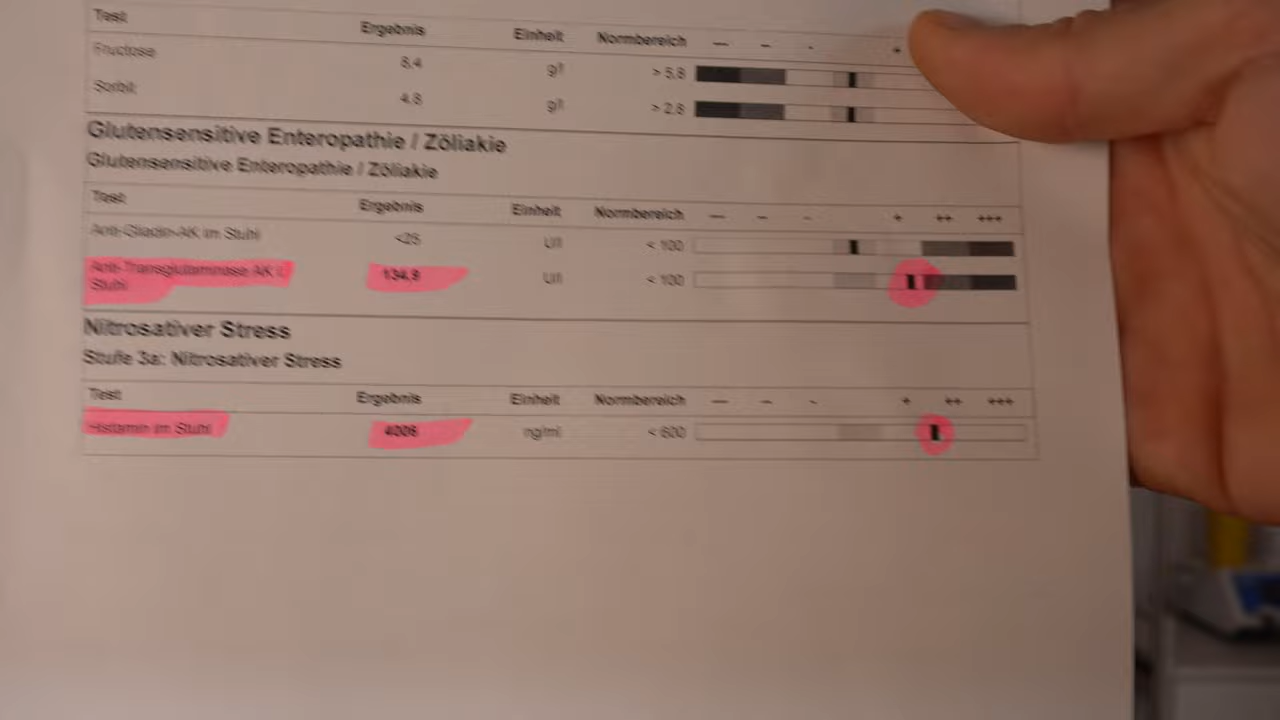 Test Ergebnis Einheit Normbereich --- -- - +
Fructose 8,4 g/l > 5,8
Sorbit 4,8 g/l > 2,8
Glutensensitive Enteropathie / Zöliakie
Glutensensitive Enteropathie / Zöliakie
Test Ergebnis Einheit Normbereich --- -- - + ++ +++
Anti-Gliadin-AK im Stuhl <25 U/l < 100
Anti-Transglutaminase AK i. 134,9 U/l < 100
Stuhl
Nitrosativer Stress
Stufe 3a: Nitrosativer Stress
Test Ergebnis Einheit Normbereich --- -- - + ++ +++
Histamin im Stuhl 4006 ng/ml < 600